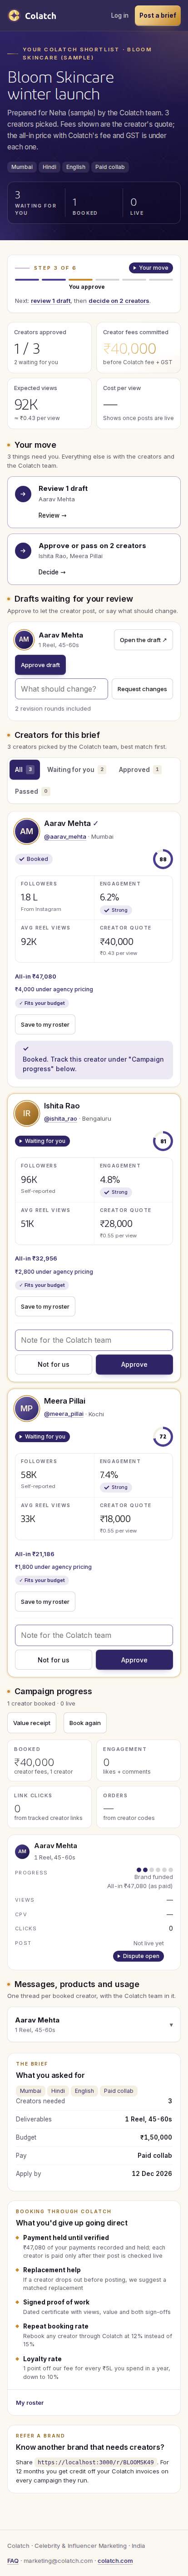 Colatch
Log in
Post a brief
YOUR COLATCH SHORTLIST · BLOOM
SKINCARE (SAMPLE)
Bloom Skincare
winter launch
Prepared for Neha (sample) by the Colatch team. 3
creators picked. Fees shown are the creator's quote;
the all-in price with Colatch's fee and GST is under
each one.
Mumbai
Hindi
English
Paid collab
3
WAITING FOR
YOU
1
BOOKED
0
LIVE
STEP 3 OF 6
Your move
You approve
Next: review 1 draft, then decide on 2 creators.
Creators approved
1 / 3
2 waiting for you
Creator fees committed
₹40,000
before Colatch fee + GST
Expected views
92K
≈ ₹0.43 per view
Cost per view
—
Shows once posts are live
Your move
3 things need you. Everything else is with the creators and
the Colatch team.
Review 1 draft
Aarav Mehta
Review →
Approve or pass on 2 creators
Ishita Rao, Meera Pillai
Decide →
Drafts waiting for your review
Approve to let the creator post, or say what should change.
AM
Aarav Mehta
1 Reel, 45-60s
Open the draft ↗
Approve draft
What should change?
Request changes
2 revision rounds included
Creators for this brief
3 creators picked by the Colatch team, best match first.
All 3
Waiting for you 2
Approved 1
Passed 0
AM
Aarav Mehta ✓
@aarav_mehta · Mumbai
✓ Booked
88
FOLLOWERS
1.8 L
From Instagram
ENGAGEMENT
6.2%
✓ Strong
AVG REEL VIEWS
92K
CREATOR QUOTE
₹40,000
₹0.43 per view
All-in ₹47,080
₹4,000 under agency pricing
✓ Fits your budget
Save to my roster
✓
Booked. Track this creator under "Campaign
progress" below.
IR
Ishita Rao
@ishita_rao · Bengaluru
Waiting for you
81
FOLLOWERS
96K
Self-reported
ENGAGEMENT
4.8%
✓ Strong
AVG REEL VIEWS
51K
CREATOR QUOTE
₹28,000
₹0.55 per view
All-in ₹32,956
₹2,800 under agency pricing
✓ Fits your budget
Save to my roster
Note for the Colatch team
Not for us
Approve
MP
Meera Pillai
@meera_pillai · Kochi
Waiting for you
72
FOLLOWERS
58K
Self-reported
ENGAGEMENT
7.4%
✓ Strong
AVG REEL VIEWS
33K
CREATOR QUOTE
₹18,000
₹0.55 per view
All-in ₹21,186
₹1,800 under agency pricing
✓ Fits your budget
Save to my roster
Note for the Colatch team
Not for us
Approve
Campaign progress
1 creator booked · 0 live
Value receipt
Book again
BOOKED
₹40,000
creator fees, 1 creator
ENGAGEMENT
0
likes + comments
LINK CLICKS
0
from tracked creator links
ORDERS
—
from creator codes
AM
Aarav Mehta
1 Reel, 45-60s
PROGRESS
Brand funded
All-in ₹47,080 (as paid)
VIEWS
—
CPV
—
CLICKS
0
POST
Not live yet
Dispute open
Messages, products and usage
One thread per booked creator, with the Colatch team in it.
Aarav Mehta
1 Reel, 45-60s
THE BRIEF
What you asked for
Mumbai
Hindi
English
Paid collab
Creators needed
3
Deliverables
1 Reel, 45-60s
Budget
₹1,50,000
Pay
Paid collab
Apply by
12 Dec 2026
BOOKING THROUGH COLATCH
What you'd give up going direct
Payment held until verified
₹47,080 of your payments recorded and held; each
creator is paid only after their post is checked live
Replacement help
If a creator drops out before posting, we suggest a
matched replacement
Signed proof of work
Dated certificate with views, value and both sign-offs
Repeat booking rate
Rebook any creator through Colatch at 12% instead of
15%
Loyalty rate
1 point off our fee for every ₹5L you spend in a year,
down to 10%
My roster
REFER A BRAND
Know another brand that needs creators?
Share https://localhost:3000/r/BLOOMSK49. For
12 months you get credit off your Colatch invoices on
every campaign they run.
Colatch · Celebrity & Influencer Marketing · India
FAQ · marketing@colatch.com · colatch.com